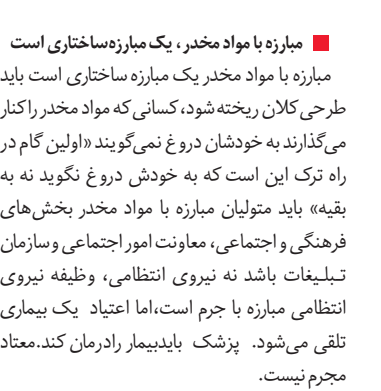 مبارزه با مواد مخدر، یک مبارزه‌ساختاری است
مبارزه با مواد مخدر یک مبارزه ساختاری است باید
طرحی کلان ریخته شود، کسانی که مواد مخدر را کنار
می‌گذارند به خودشان دروغ نمی‌گویند «اولین گام در
راه ترک این است که به خودش دروغ نگوید نه به
بقیه» باید متولیان مبارزه با مواد مخدر بخش‌های
فرهنگی و اجتماعی، معاونت امور اجتماعی و سازمان
تبلیغات باشد نه نیروی انتظامی، وظیفه نیروی
انتظامی مبارزه با جرم است،اما اعتیاد یک بیماری
تلقی می‌شود. پزشک بایدبیمار رادرمان کند.معتاد
مجرم نیست.